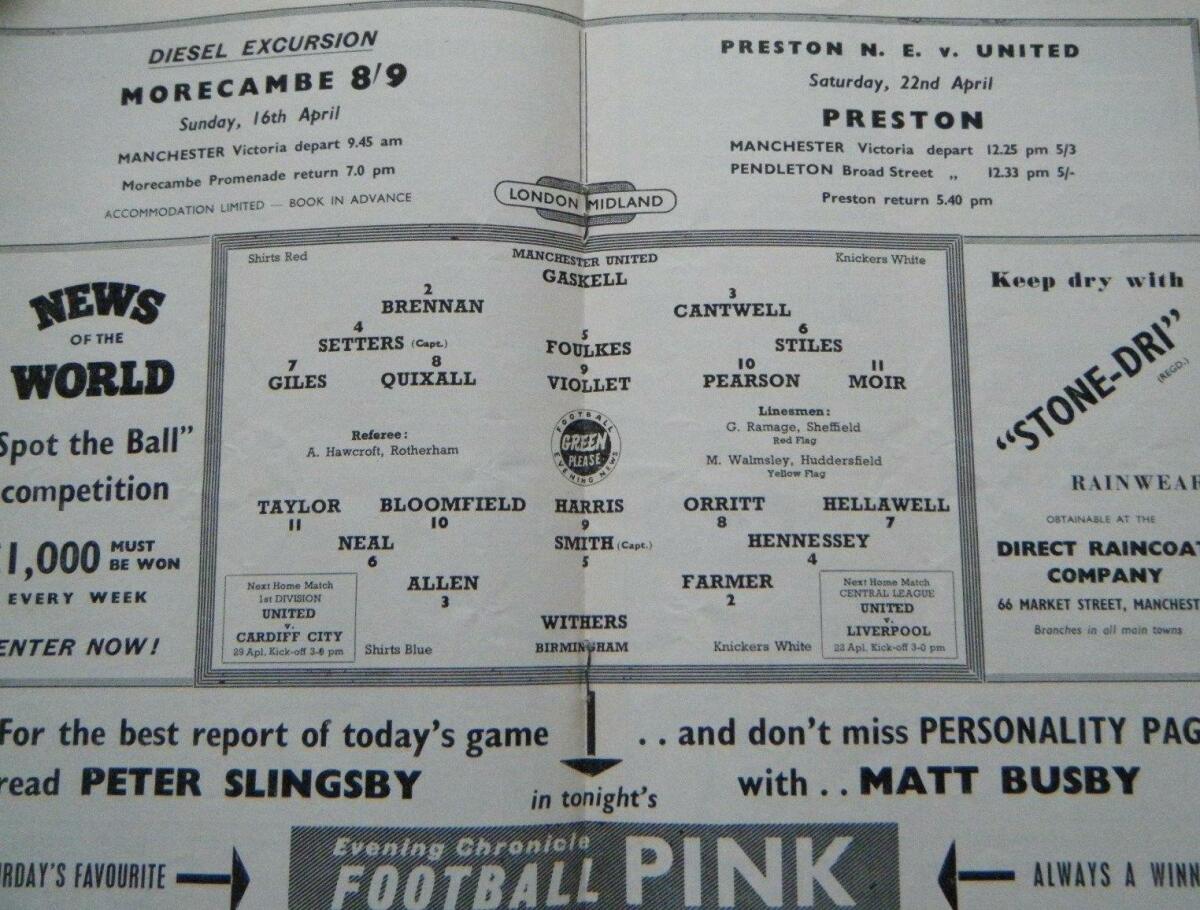 DIESEL EXCURSION
MORECAMBE 8/9
Sunday, 16th April
MANCHESTER Victoria depart 9.45 am
Morecambe Promenade return 7.0 pm
ACCOMMODATION LIMITED — BOOK IN ADVANCE
PRESTON N. E. v. UNITED
Saturday, 22nd April
PRESTON
MANCHESTER Victoria depart 12.25 pm 5/3
PENDLETON Broad Street „ 12.33 pm 5/-
Preston return 5.40 pm
LONDON MIDLAND
NEWS
OF THE
WORLD
Spot the Ball"
competition
1,000 MUST BE WON
EVERY WEEK
ENTER NOW!
Shirts Red
MANCHESTER UNITED
Knickers White
GASKELL
2 3
BRENNAN CANTWELL
4 5 6
SETTERS (Capt.) FOULKES STILES
7 8 9 10 11
GILES QUIXALL VIOLLET PEARSON MOIR
Referee:
A. Hawcroft, Rotherham
FOOTBALL
GREEN
PLEASE
EVENING NEWS
Linesmen:
G. Ramage, Sheffield
Red Flag
M. Walmsley, Huddersfield
Yellow Flag
TAYLOR BLOOMFIELD HARRIS ORRITT HELLAWELL
11 10 9 8 7
NEAL SMITH (Capt.) HENNESSEY
6 5 4
ALLEN FARMER
3 2
WITHERS
BIRMINGHAM
Next Home Match
1st DIVISION
UNITED
v.
CARDIFF CITY
29 Apl. Kick-off 3-0 pm
Shirts Blue
Knickers White
Next Home Match
CENTRAL LEAGUE
UNITED
v.
LIVERPOOL
22 Apl. Kick-off 3-0 pm
Keep dry with
"STONE-DRI"
(REGD.)
RAINWEAR
OBTAINABLE AT THE
DIRECT RAINCOAT
COMPANY
66 MARKET STREET, MANCHEST
Branches in all main towns
For the best report of today's game
read PETER SLINGSBY
. . and don't miss PERSONALITY PAG
with . . MATT BUSBY
in tonight's
Evening Chronicle
FOOTBALL PINK
RDAY'S FAVOURITE
ALWAYS A WINN